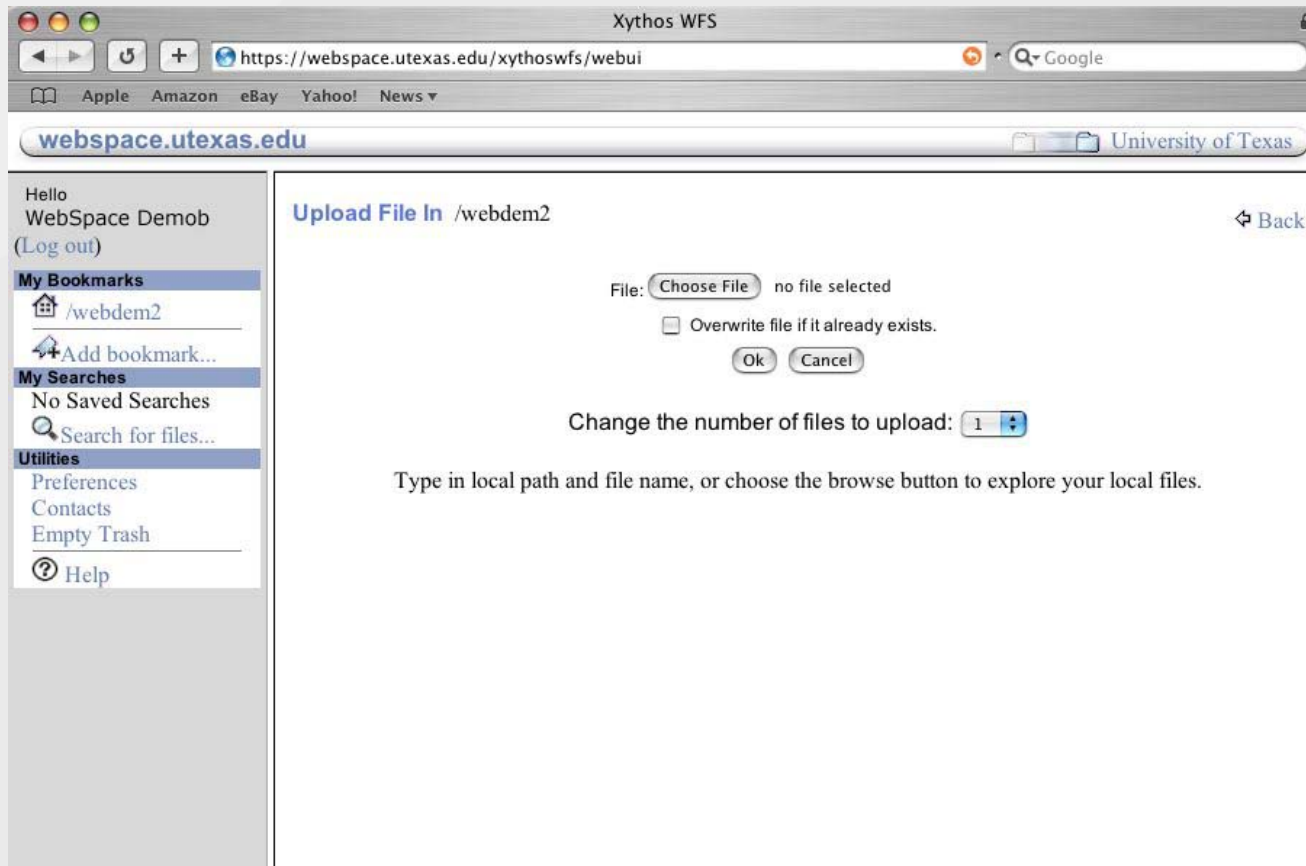 Xythos WFS
https://webspace.utexas.edu/xythoswfs/webui
Google
Apple Amazon eBay Yahoo! News
webspace.utexas.edu
University of Texas
Hello
WebSpace Demob
(Log out)
My Bookmarks
/webdem2
Add bookmark...
My Searches
No Saved Searches
Search for files...
Utilities
Preferences
Contacts
Empty Trash
Help
Upload File In /webdem2
Back
File: Choose File no file selected
Overwrite file if it already exists.
Ok Cancel
Change the number of files to upload: 1
Type in local path and file name, or choose the browse button to explore your local files.